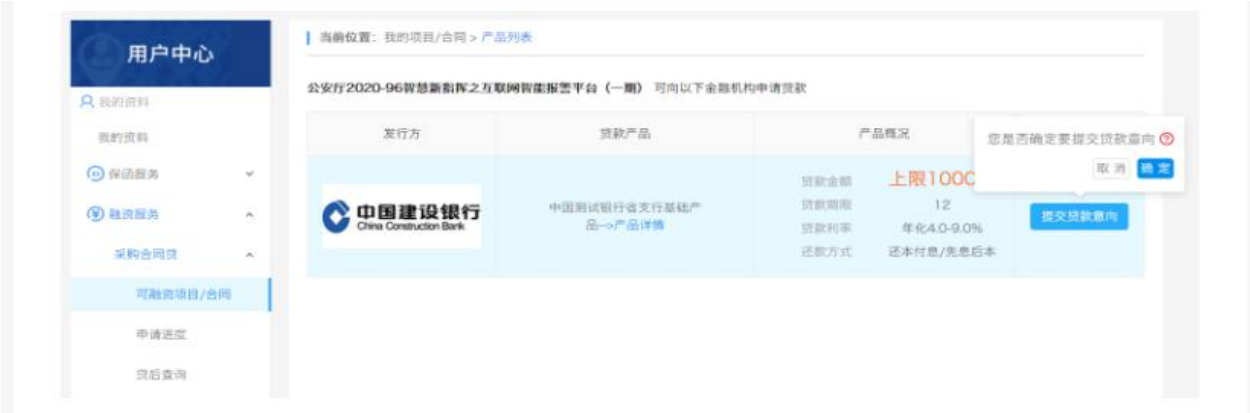 用户中心
当前位置：我的项目/合同 > 产品列表
公安厅2020-96智慧新指挥之互联网智能报警平台（一期） 可向以下金融机构申请贷款
我的资料
我的资料
保函服务
融资服务
采购合同贷
可融资项目/合同
申请进度
贷后查询
发行方 贷款产品 产品概况
您是否确定要提交贷款意向
取消 确定
中国建设银行
China Construction Bank
中国测试银行省支行基础产
品-->产品详情
贷款金额 上限1000
贷款期限 12
贷款利率 年化4.0-9.0%
还款方式 还本付息/先息后本
提交贷款意向